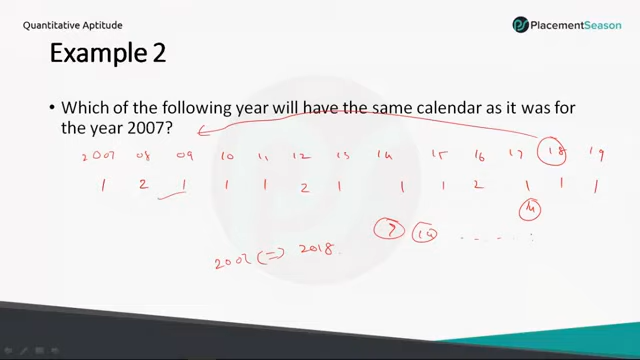 Quantitative Aptitude
PlacementSeason
Example 2
• Which of the following year will have the same calendar as it was for
the year 2007?
2007 08 09 10 11 12 13 14 15 16 17 18 19
1 2 1 1 1 2 1 1 1 2 1 1 1
7 14 . . . . . .
2007 (=) 2018.